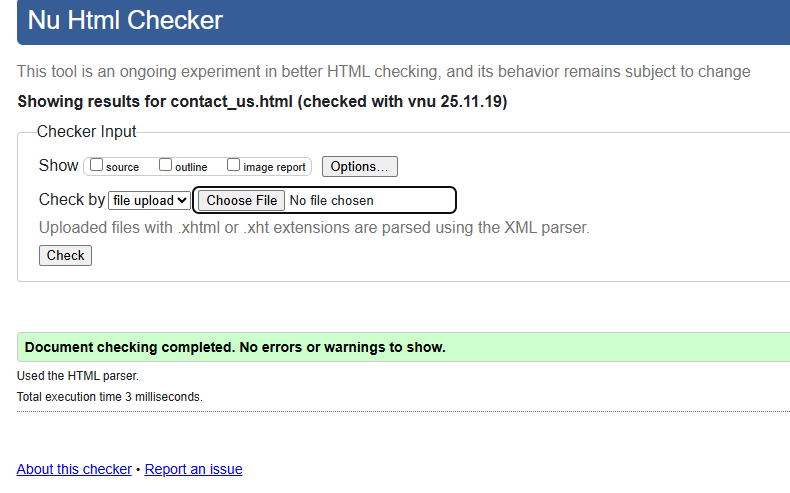 Nu Html Checker
This tool is an ongoing experiment in better HTML checking, and its behavior remains subject to change
Showing results for contact_us.html (checked with vnu 25.11.19)
Checker Input
Show source outline image report Options...
Check by file upload Choose File No file chosen
Uploaded files with .xhtml or .xht extensions are parsed using the XML parser.
Check
Document checking completed. No errors or warnings to show.
Used the HTML parser.
Total execution time 3 milliseconds.
About this checker • Report an issue